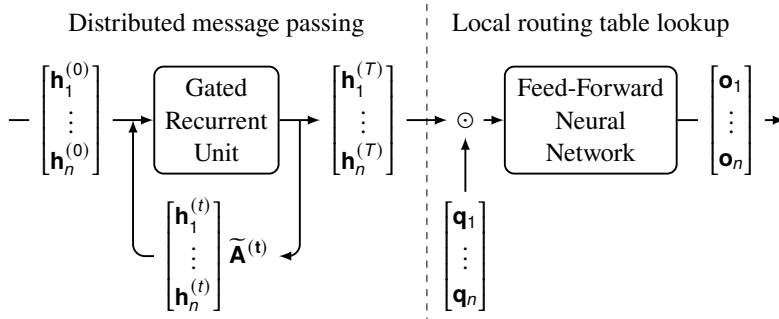 Distributed message passing
Local routing table lookup
h₁⁽⁰⁾
⋮
hₙ⁽⁰⁾
Gated
Recurrent
Unit
h₁⁽ᵀ⁾
⋮
hₙ⁽ᵀ⁾
⊙
Feed-Forward
Neural
Network
o₁
⋮
oₙ
h₁⁽ᵗ⁾
⋮
hₙ⁽ᵗ⁾
Ã⁽ᵗ⁾
q₁
⋮
qₙ